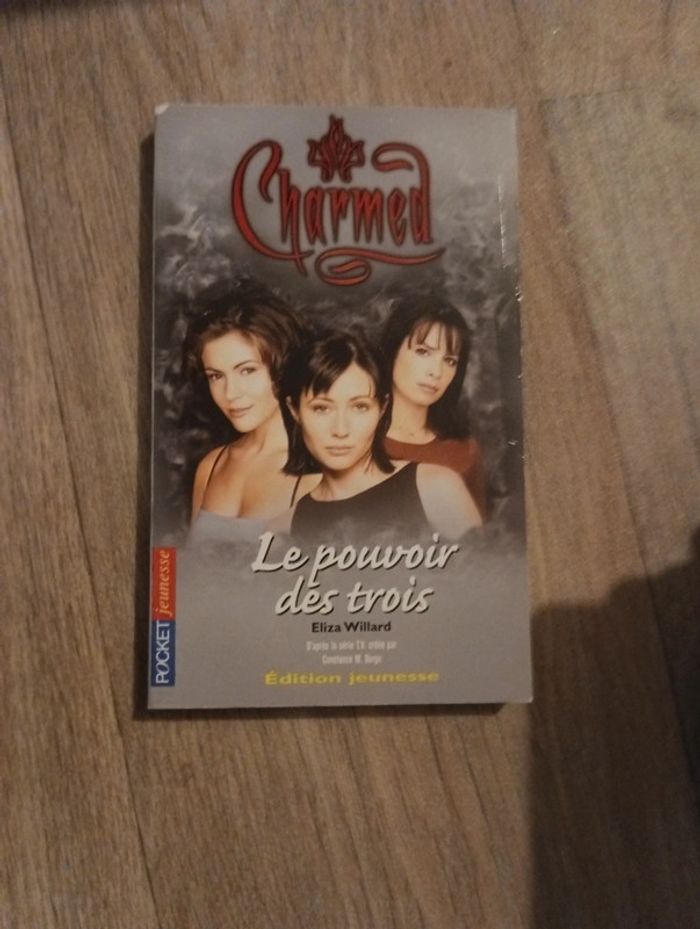 Charmed
Le pouvoir
des trois
Eliza Willard
D'après la série T.V. créée par
Constance M. Burge
Édition jeunesse
POCKET jeunesse